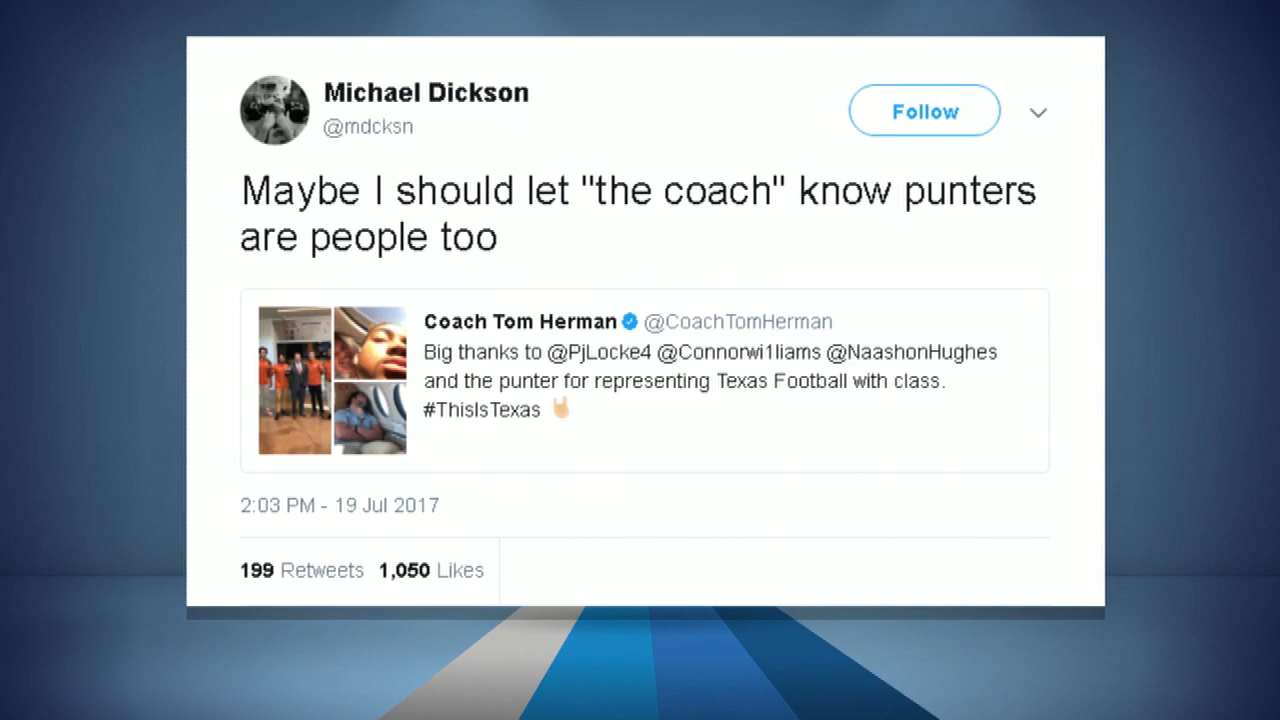 Michael Dickson
@mdcksn
Follow
Maybe I should let "the coach" know punters
are people too
Coach Tom Herman @CoachTomHerman
Big thanks to @PjLocke4 @Connorwi1liams @NaashonHughes
and the punter for representing Texas Football with class.
#ThisIsTexas 🤘🏼
2:03 PM - 19 Jul 2017
199 Retweets 1,050 Likes